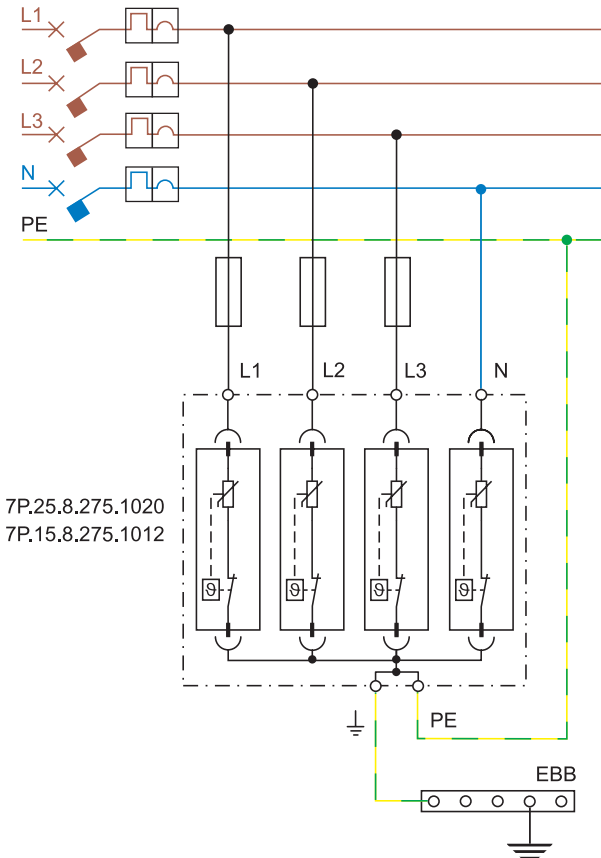 L1
L2
L3
N
PE
L1 L2 L3 N
7P.25.8.275.1020
7P.15.8.275.1012
ϑ ϑ ϑ ϑ
PE
EBB